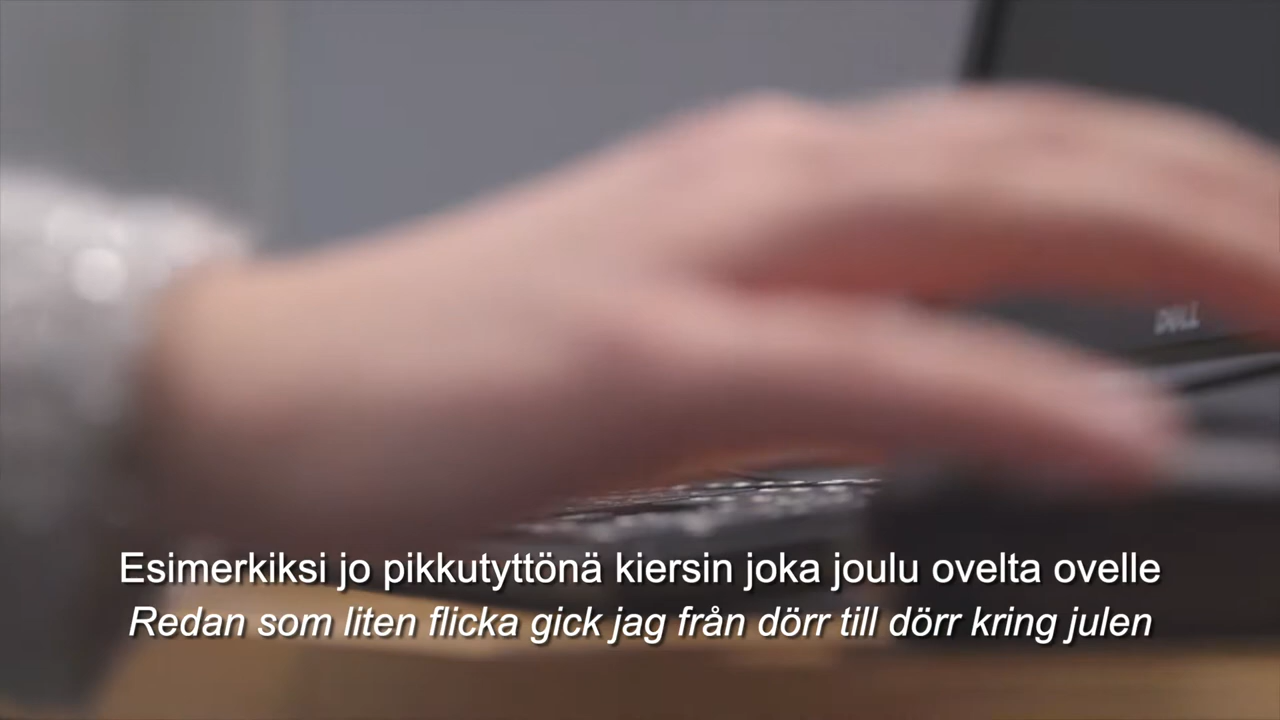 DELL
Esimerkiksi jo pikkutyttönä kiersin joka joulu ovelta ovelle
Redan som liten flicka gick jag från dörr till dörr kring julen